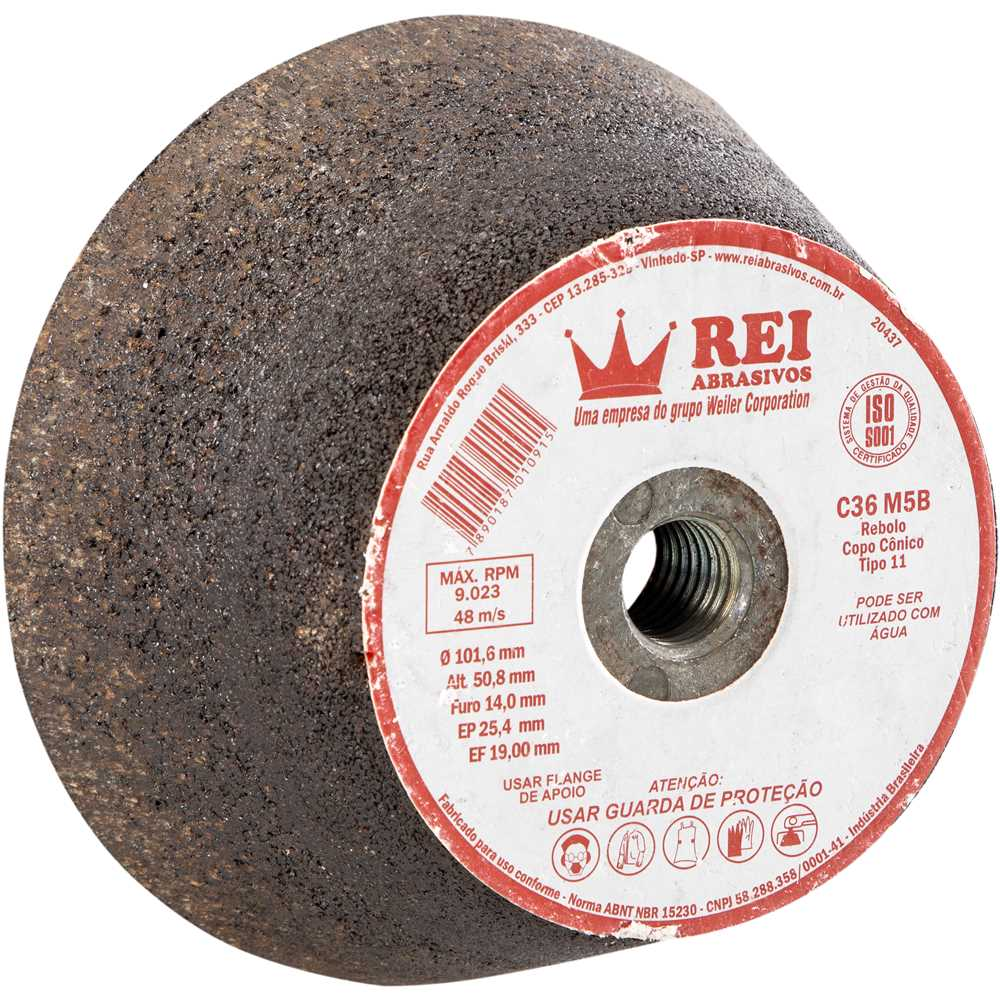 Rua Arnaldo Roque Briski, 333 - CEP 13.285-325 - Vinhedo-SP - www.reiabrasivos.com.br
20437
REI
ABRASIVOS
Uma empresa do grupo Weiler Corporation
SISTEMA DE GESTÃO DA QUALIDADE
ISO
9001
CERTIFICADO
7 890187 010915
C36 M5B
Rebolo
Copo Cônico
Tipo 11
MÁX. RPM
9.023
48 m/s
PODE SER
UTILIZADO COM
ÁGUA
Ø 101,6 mm
Alt. 50,8 mm
Furo 14,0 mm
EP 25,4 mm
EF 19,00 mm
USAR FLANGE
DE APOIO
ATENÇÃO:
USAR GUARDA DE PROTEÇÃO
Fabricado para uso conforme - Norma ABNT NBR 15230 - CNPJ 58.288.358/0001-41 - Indústria Brasileira